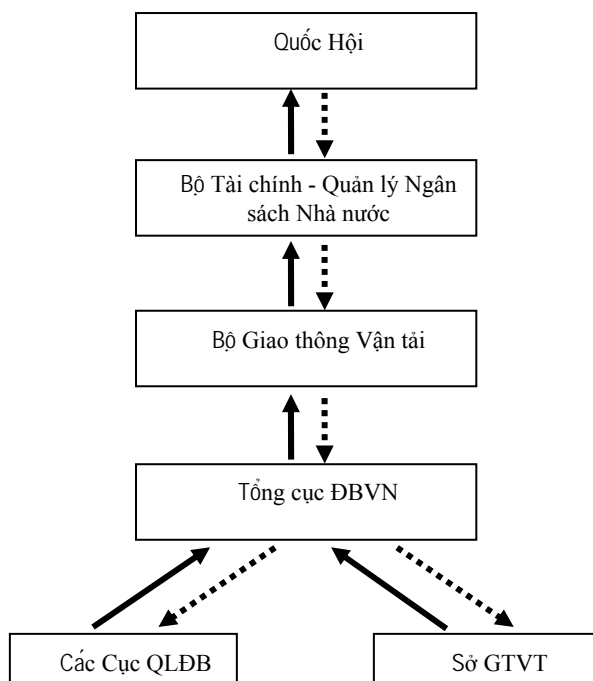 Quốc Hội
Bộ Tài chính - Quản lý Ngân
sách Nhà nước
Bộ Giao thông Vận tải
Tổng cục ĐBVN
Các Cục QLĐB
Sở GTVT